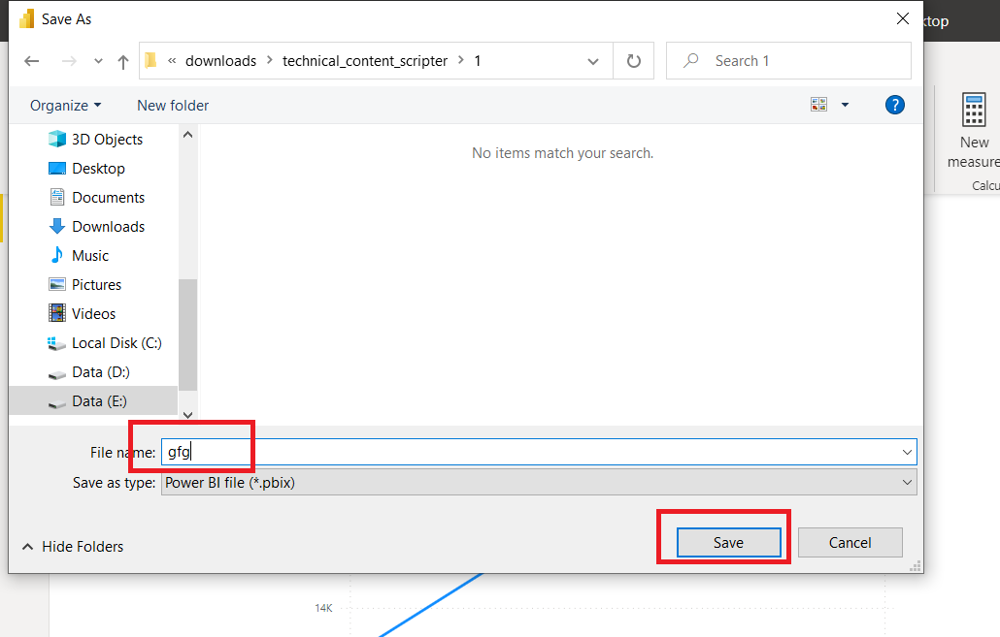 Save As
ktop
« downloads > technical_content_scripter > 1
Search 1
Organize
New folder
?
3D Objects
Desktop
Documents
Downloads
Music
Pictures
Videos
Local Disk (C:)
Data (D:)
Data (E:)
No items match your search.
New
measure
Calcu
File name: gfg
Save as type: Power BI file (*.pbix)
Hide Folders
Save
Cancel
14K